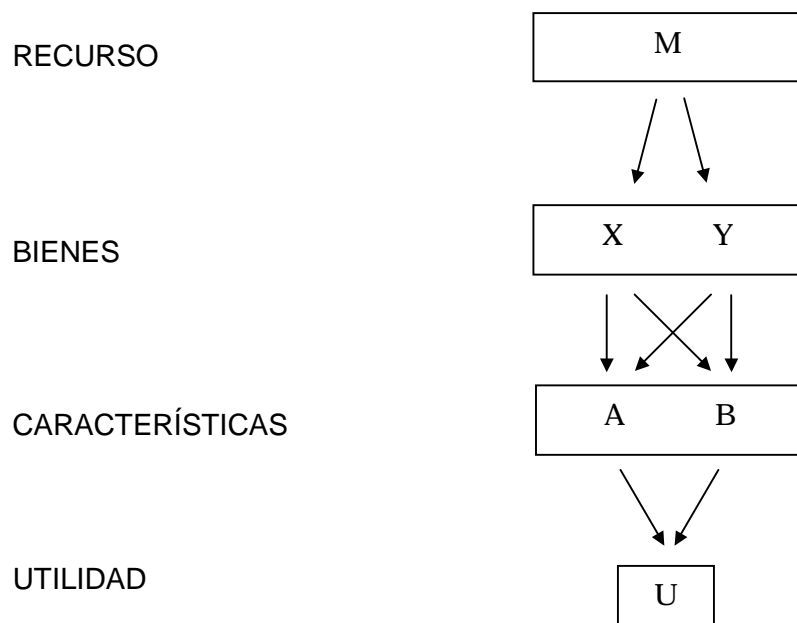 RECURSO M
BIENES X Y
CARACTERÍSTICAS A B
UTILIDAD U